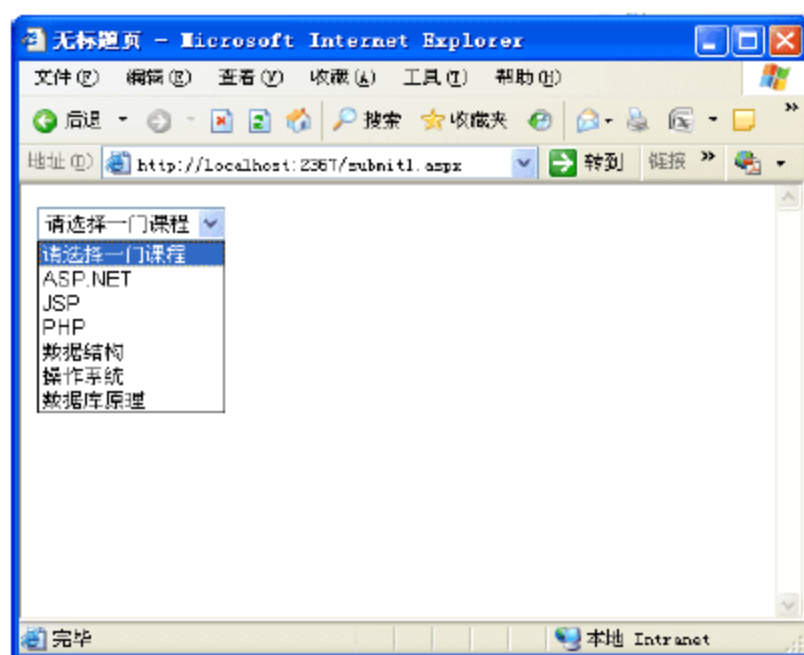 无标题页 - Microsoft Internet Explorer
文件(F) 编辑(E) 查看(V) 收藏(A) 工具(T) 帮助(H)
后退 搜索 收藏夹 »
地址(D) http://localhost:2367/submit1.aspx 转到 链接 »
请选择一门课程
请选择一门课程
ASP.NET
JSP
PHP
数据结构
操作系统
数据库原理
完毕 本地 Intranet